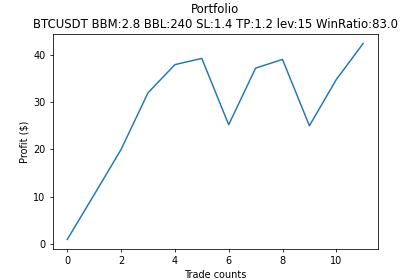 Portfolio
BTCUSDT BBM:2.8 BBL:240 SL:1.4 TP:1.2 lev:15 WinRatio:83.0
Profit ($)
40
30
20
10
0
0 2 4 6 8 10
Trade counts